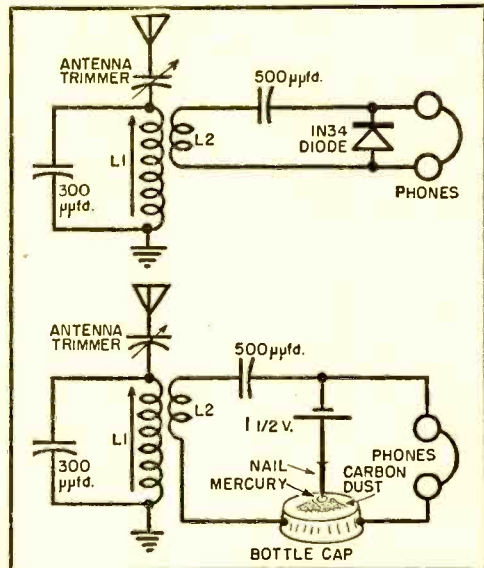 ANTENNA
TRIMMER
500μμfd.
1N34
DIODE
L1
L2
300
μμfd.
PHONES
ANTENNA
TRIMMER
500μμfd.
L1
L2
1 1/2 V.
300
μμfd.
NAIL
MERCURY
PHONES
CARBON
DUST
BOTTLE CAP